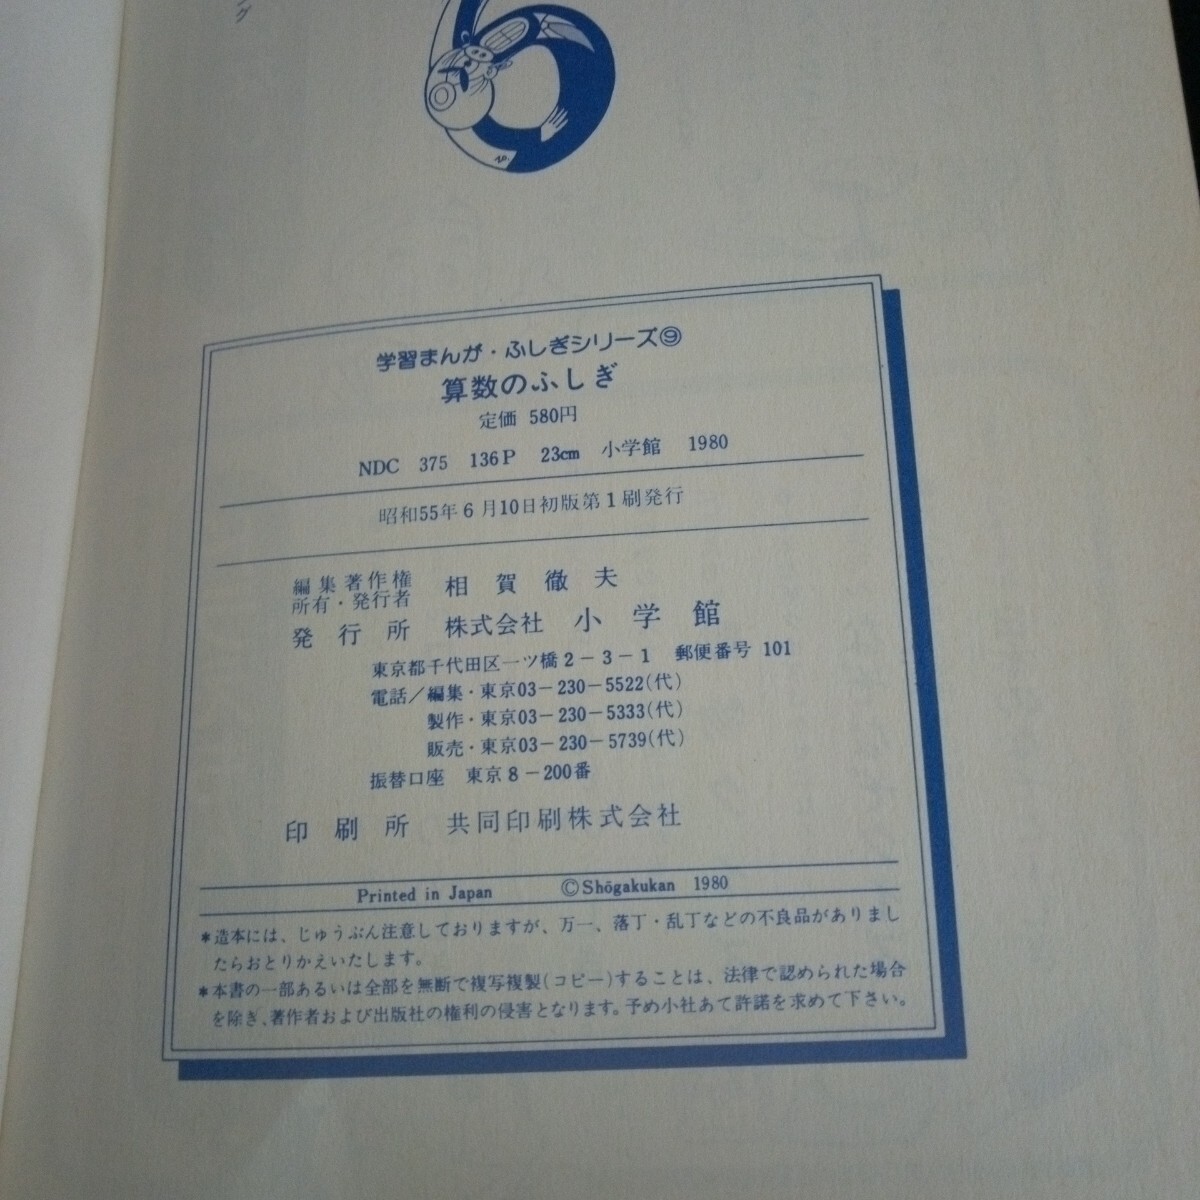 ング
zo.
学習まんが・ふしぎシリーズ⑨
算数のふしぎ
定価 580円
NDC 375 136P 23cm 小学館 1980
昭和55年6月10日初版第1刷発行
編集著作権
所有・発行者 相賀徹夫
発行所 株式会社 小学館
東京都千代田区一ツ橋2-3-1 郵便番号 101
電話/編集・東京03-230-5522(代)
製作・東京03-230-5333(代)
販売・東京03-230-5739(代)
振替口座 東京8-200番
印刷所 共同印刷株式会社
Printed in Japan ©Shōgakukan 1980
*造本には、じゅうぶん注意しておりますが、万一、落丁・乱丁などの不良品がありまし
たらおとりかえいたします。
*本書の一部あるいは全部を無断で複写複製(コピー)することは、法律で認められた場合
を除き、著作者および出版社の権利の侵害となります。予め小社あて許諾を求めて下さい。